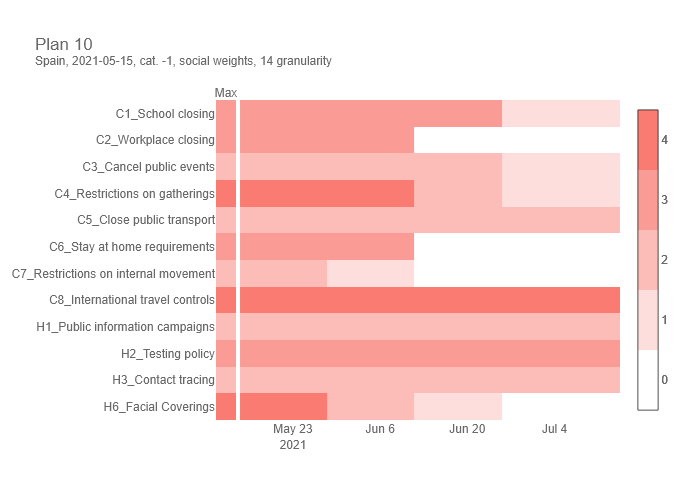 Plan 10
Spain, 2021-05-15, cat. -1, social weights, 14 granularity
Max
C1_School closing
C2_Workplace closing
C3_Cancel public events
C4_Restrictions on gatherings
C5_Close public transport
C6_Stay at home requirements
C7_Restrictions on internal movement
C8_International travel controls
H1_Public information campaigns
H2_Testing policy
H3_Contact tracing
H6_Facial Coverings
May 23
2021
Jun 6
Jun 20
Jul 4
4
3
2
1
0